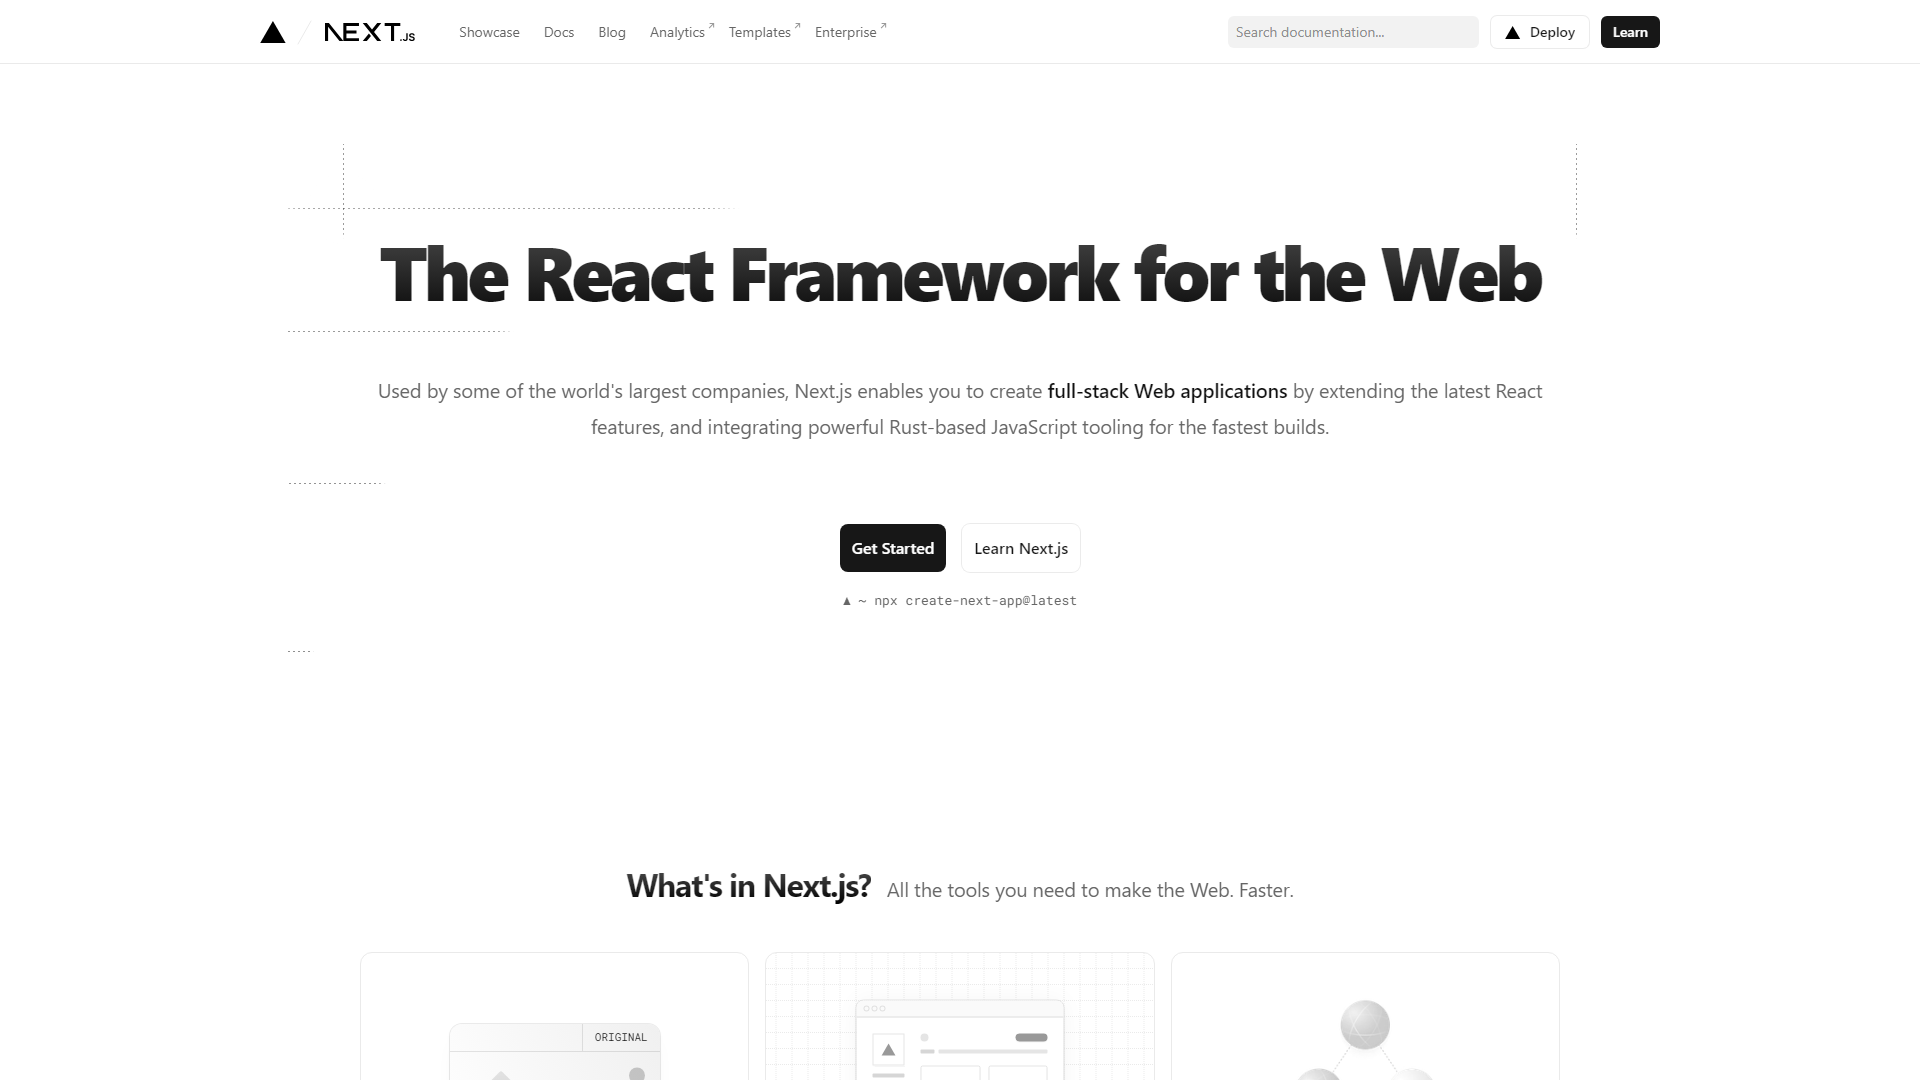 NEXT.JS
Showcase
Docs
Blog
Analytics
Templates
Enterprise
Search documentation...
Deploy
Learn
The React Framework for the Web
Used by some of the world's largest companies, Next.js enables you to create full-stack Web applications by extending the latest React
features, and integrating powerful Rust-based JavaScript tooling for the fastest builds.
Get Started
Learn Next.js
▲ ~ npx create-next-app@latest
What's in Next.js?
All the tools you need to make the Web. Faster.
ORIGINAL